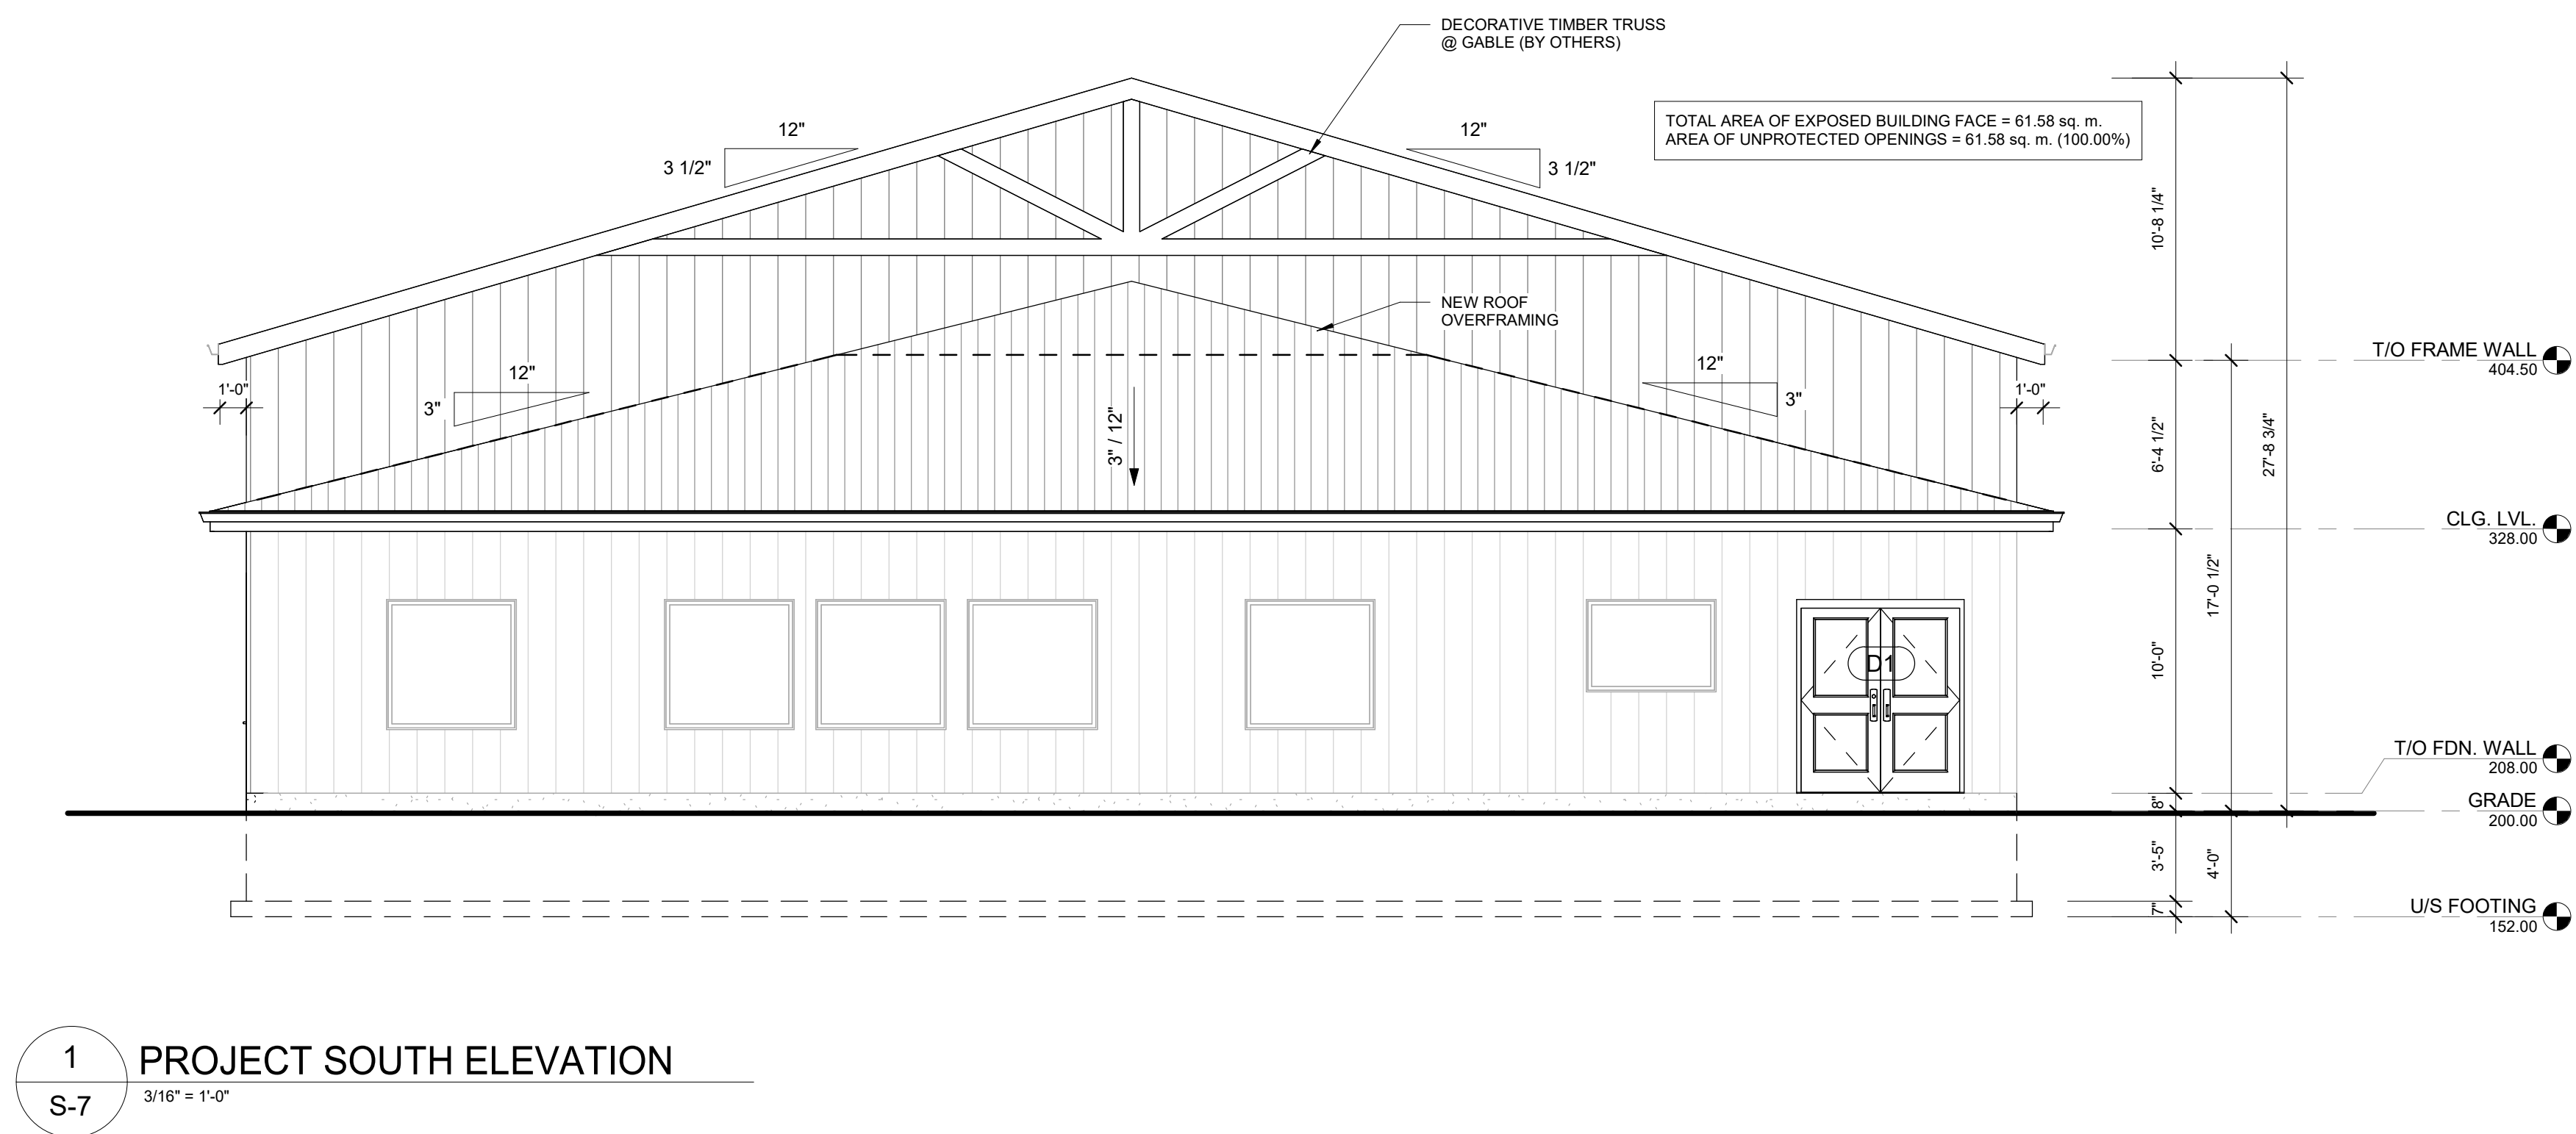 DECORATIVE TIMBER TRUSS
@ GABLE (BY OTHERS)
TOTAL AREA OF EXPOSED BUILDING FACE = 61.58 sq. m.
AREA OF UNPROTECTED OPENINGS = 61.58 sq. m. (100.00%)
12"
3 1/2"
12"
3 1/2"
10'-8 1/4"
NEW ROOF
OVERFRAMING
T/O FRAME WALL
404.50
12"
3"
12"
3"
1'-0"
1'-0"
3" / 12"
6'-4 1/2"
27'-8 3/4"
CLG. LVL.
328.00
17'-0 1/2"
10'-0"
D1
T/O FDN. WALL
208.00
8"
GRADE
200.00
3'-5"
4'-0"
7"
U/S FOOTING
152.00
1
S-7
PROJECT SOUTH ELEVATION
3/16" = 1'-0"